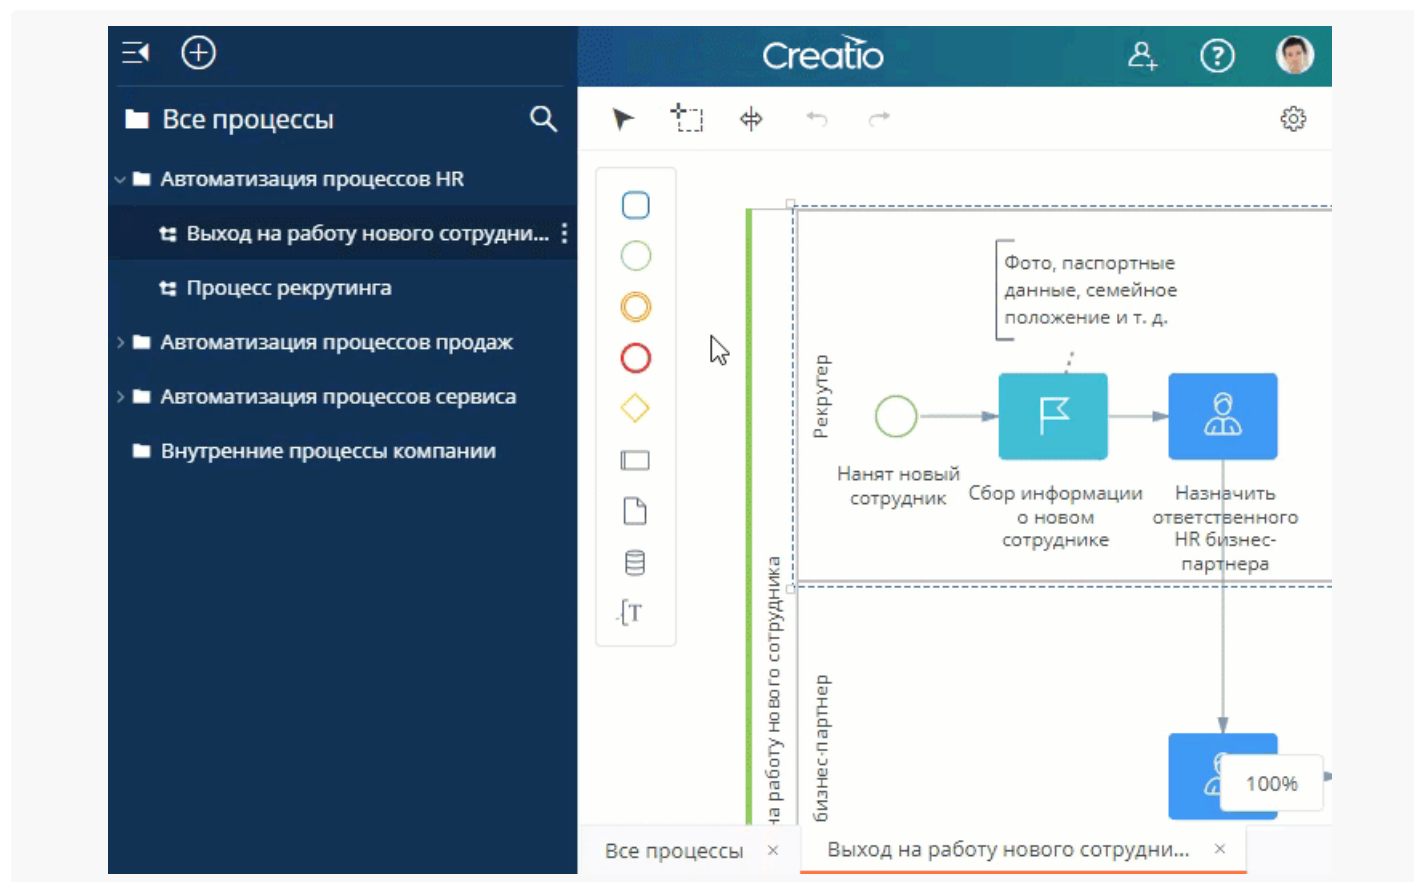 Creatio
Все процессы
Автоматизация процессов HR
Выход на работу нового сотрудни...
Процесс рекрутинга
Автоматизация процессов продаж
Автоматизация процессов сервиса
Внутренние процессы компании
T
Фото, паспортные
данные, семейное
положение и т. д.
Рекрутер
Нанят новый
сотрудник
Сбор информации
о новом
сотруднике
Назначить
ответственного
HR бизнес-
партнера
на работу нового сотрудника
бизнес-партнер
100%
Все процессы
Выход на работу нового сотрудни...